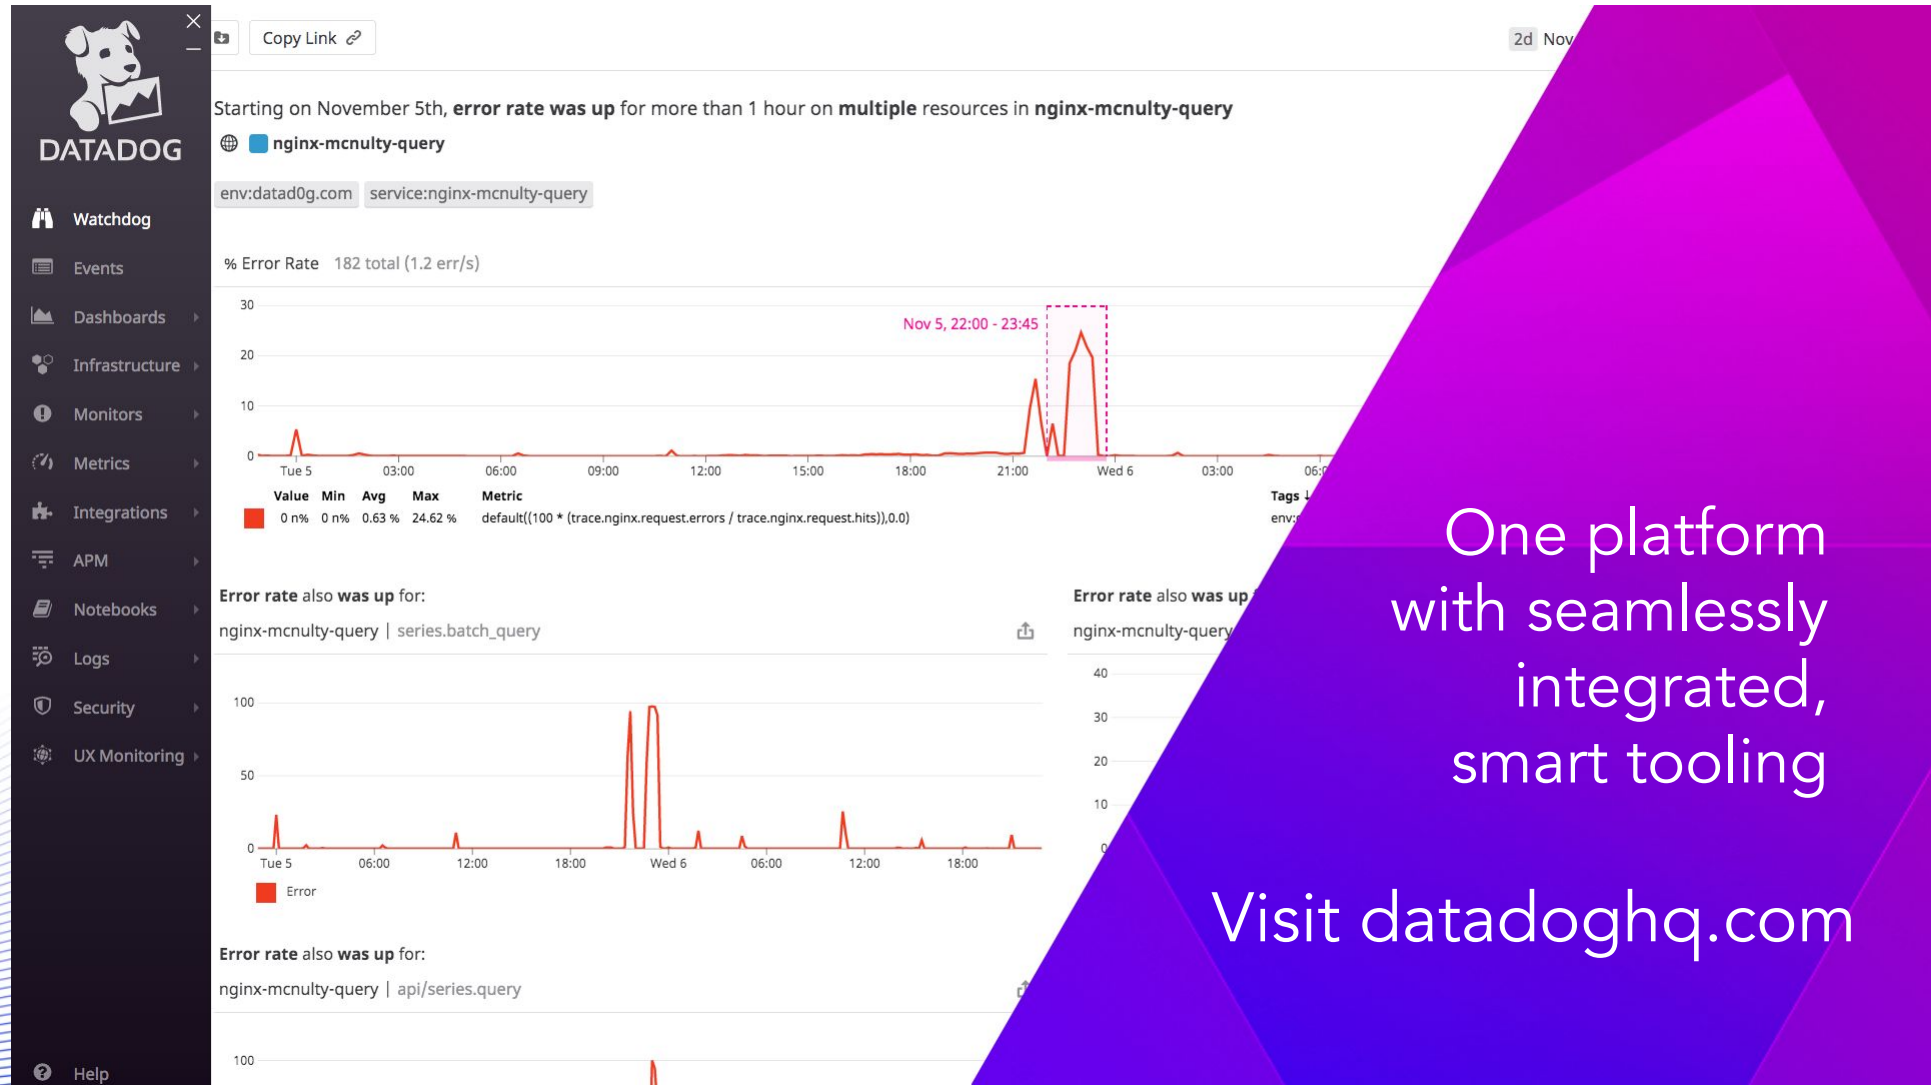 DATADOG
Watchdog
Events
Dashboards
Infrastructure
Monitors
Metrics
Integrations
APM
Notebooks
Logs
Security
UX Monitoring
Help
Copy Link
2d Nov
Starting on November 5th, error rate was up for more than 1 hour on multiple resources in nginx-mcnulty-query
nginx-mcnulty-query
env:datad0g.com service:nginx-mcnulty-query
% Error Rate 182 total (1.2 err/s)
30
Nov 5, 22:00 - 23:45
20
10
0
Tue 5 03:00 06:00 09:00 12:00 15:00 18:00 21:00 Wed 6 03:00
Value Min Avg Max Metric Tags ↓
0 n% 0 n% 0.63 % 24.62 % default((100 * (trace.nginx.request.errors / trace.nginx.request.hits)),0.0)
Error rate also was up for:
nginx-mcnulty-query | series.batch_query
100
50
0
Tue 5 06:00 12:00 18:00 Wed 6 06:00 12:00 18:00
Error
Error rate also was up
nginx-mcnulty-query
40
30
20
10
0
Error rate also was up for:
nginx-mcnulty-query | api/series.query
100
One platform
with seamlessly
integrated,
smart tooling
Visit datadoghq.com